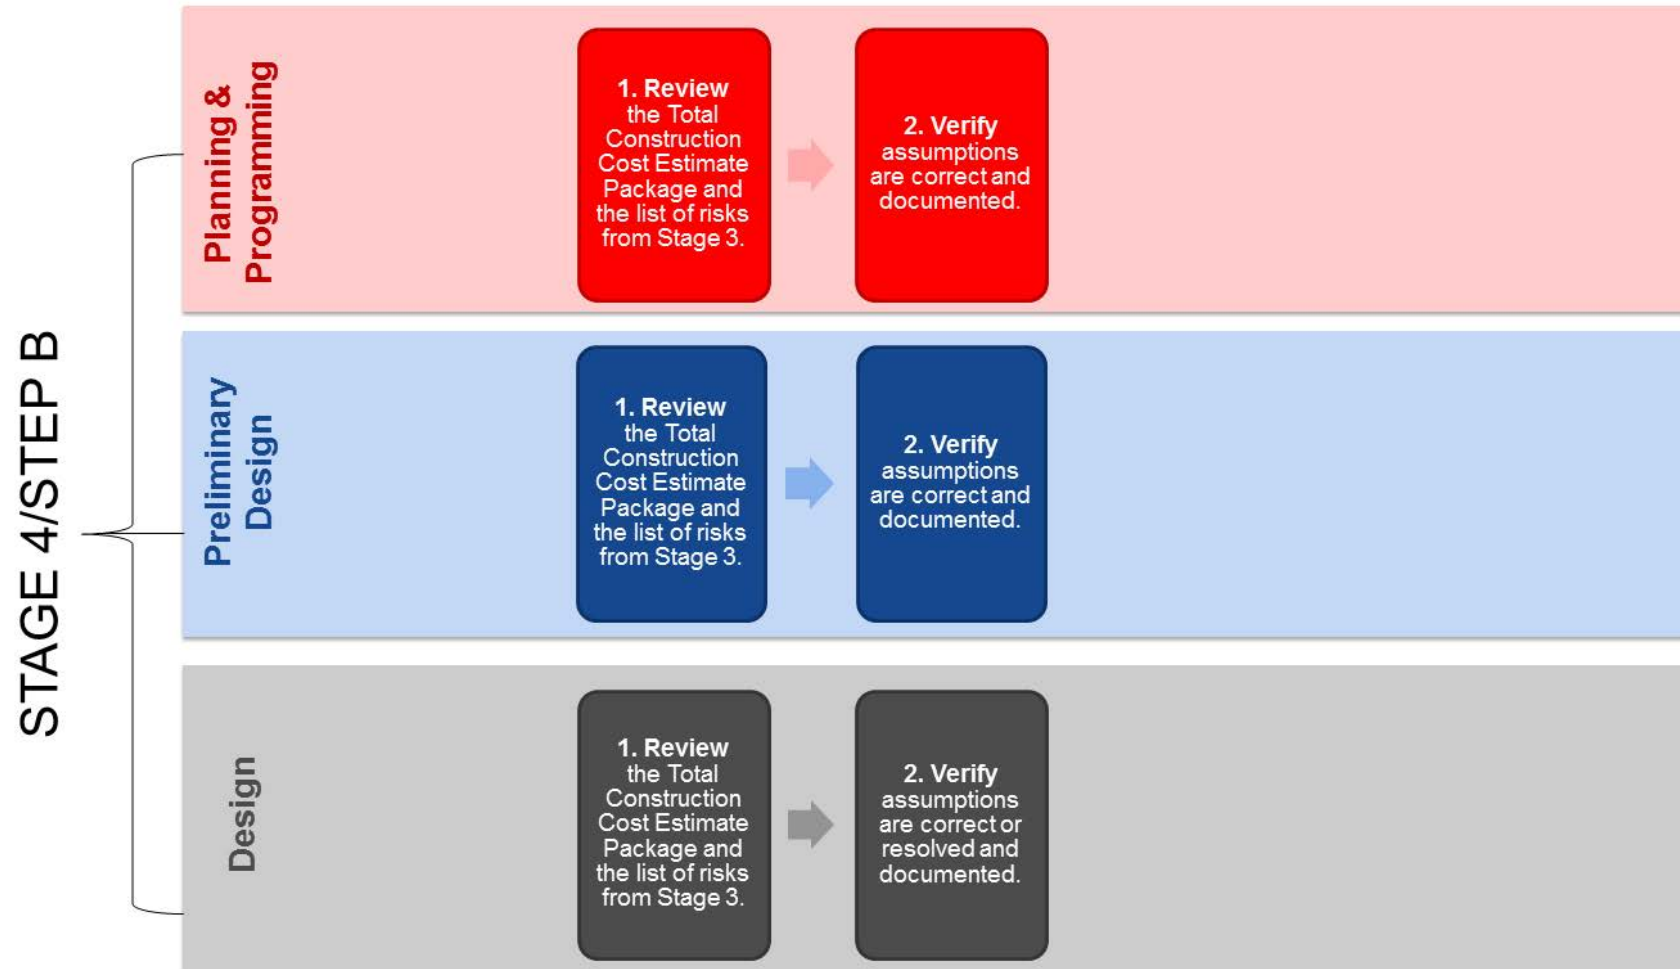 STAGE 4/STEP B
Planning &
Programming
1. Review
the Total
Construction
Cost Estimate
Package and
the list of risks
from Stage 3.
2. Verify
assumptions
are correct and
documented.
Preliminary
Design
1. Review
the Total
Construction
Cost Estimate
Package and
the list of risks
from Stage 3.
2. Verify
assumptions
are correct and
documented.
Design
1. Review
the Total
Construction
Cost Estimate
Package and
the list of risks
from Stage 3.
2. Verify
assumptions
are correct or
resolved and
documented.